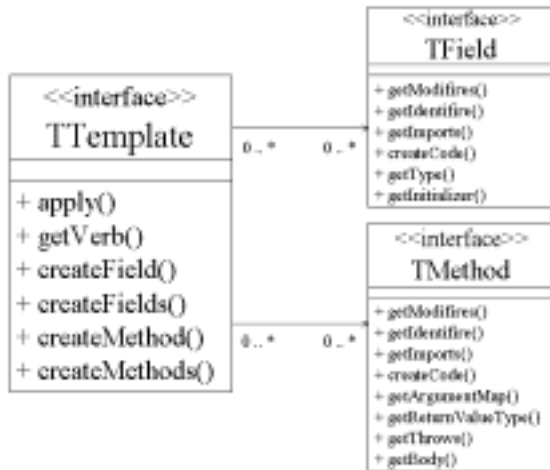 <<interface>>
TTemplate
+ apply()
+ getVerb()
+ createField()
+ createFields()
+ createMethod()
+ createMethods()
0..*
0..*
0..*
0..*
<<interface>>
TField
+ getModifires()
+ getIdentifire()
+ getImports()
+ createCode()
+ getType()
+ getInitializer()
<<interface>>
TMethod
+ getModifires()
+ getIdentifire()
+ getImports()
+ createCode()
+ getArgumentMap()
+ getReturnValueType()
+ getThrows()
+ getBody()